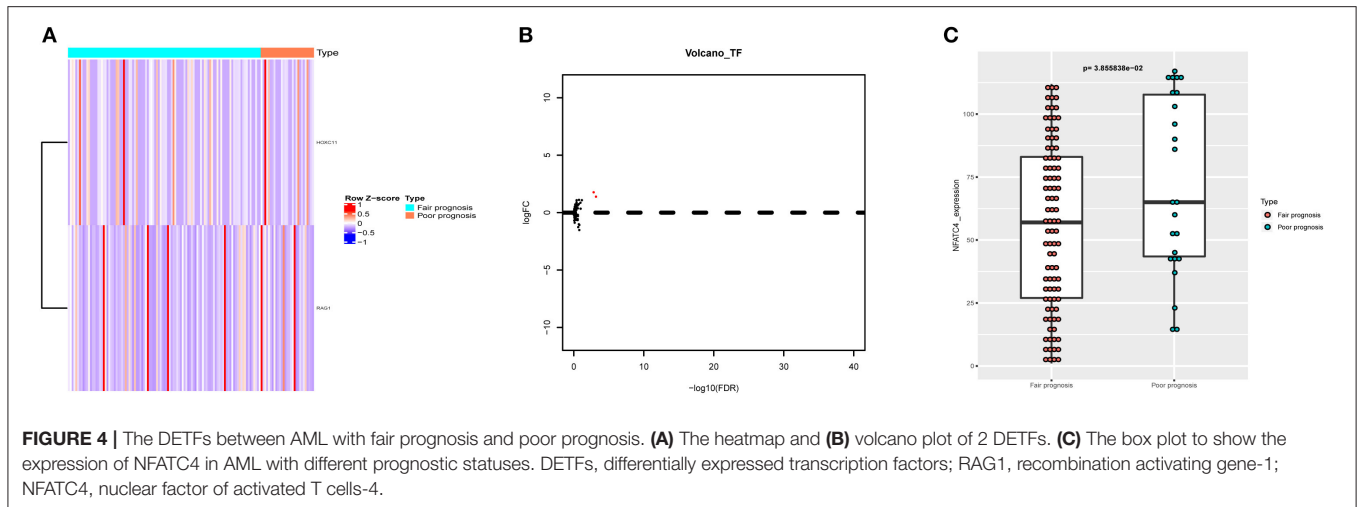 A
Type
HOXC11
RAG1
Row Z-score
1
0.5
0
−0.5
−1
Type
Fair prognosis
Poor prognosis
B
Volcano_TF
logFC
10
5
0
−5
−10
0
10
20
30
40
−log10(FDR)
C
p= 3.855838e−02
NFATC4 _expression
100
75
50
25
0
Fair prognosis
Poor prognosis
Type
Fair prognosis
Poor prognosis
FIGURE 4 | The DETFs between AML with fair prognosis and poor prognosis. (A) The heatmap and (B) volcano plot of 2 DETFs. (C) The box plot to show the
expression of NFATC4 in AML with different prognostic statuses. DETFs, differentially expressed transcription factors; RAG1, recombination activating gene-1;
NFATC4, nuclear factor of activated T cells-4.